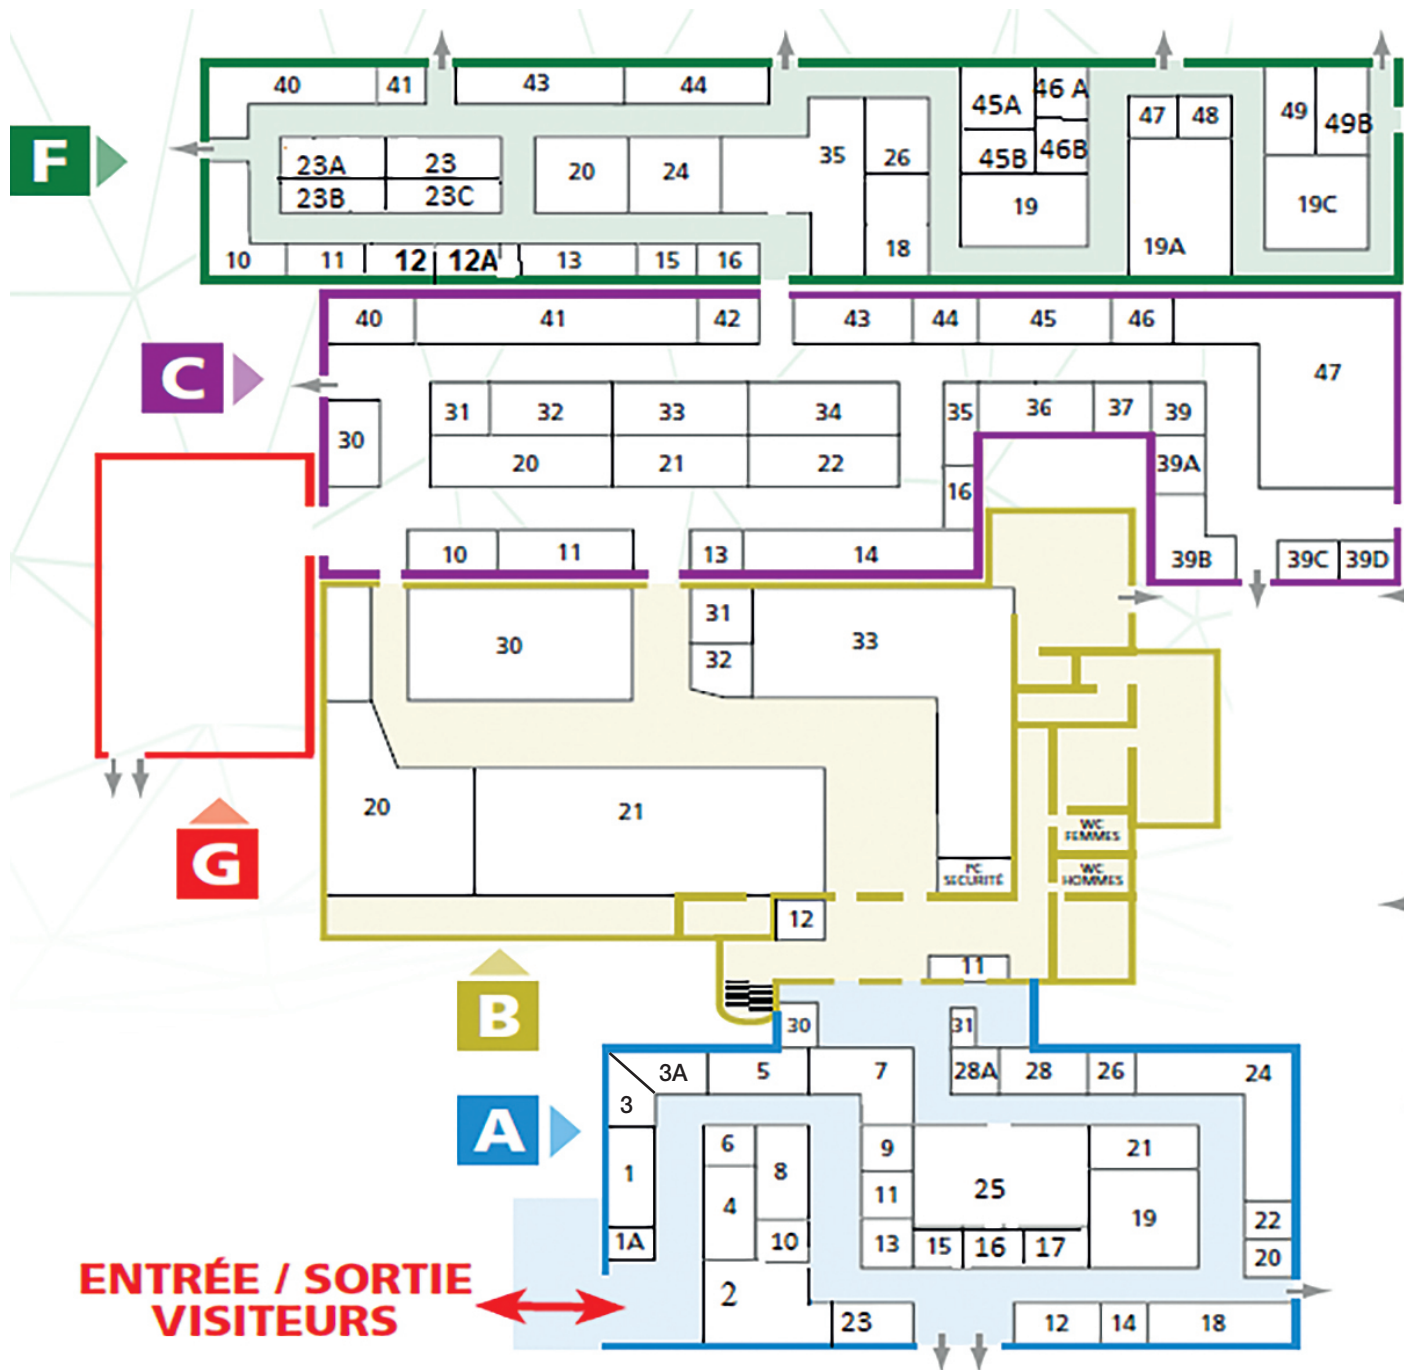 40 41 43 44 45A 46 A 47 48 49 49B
F
23A 23 20 24 35 26 45B 46B
23B 23C 19 19C
10 11 12 12A 13 15 16 18 19A
40 41 42 43 44 45 46
C
47
31 32 33 34 35 36 37 39
30
20 21 22 39A
16
10 11 13 14 39B 39C 39D
31
30 32 33
20 21
G
WC
FEMMES
PC
SECURITÉ
WC
HOMMES
12
11
B
30 31
3A 5 7 28A 28 26 24
3
A
6 8 9 21
1 4 11 25 19
1A 10 13 15 16 17 22
20
ENTRÉE / SORTIE
VISITEURS
2 23 12 14 18